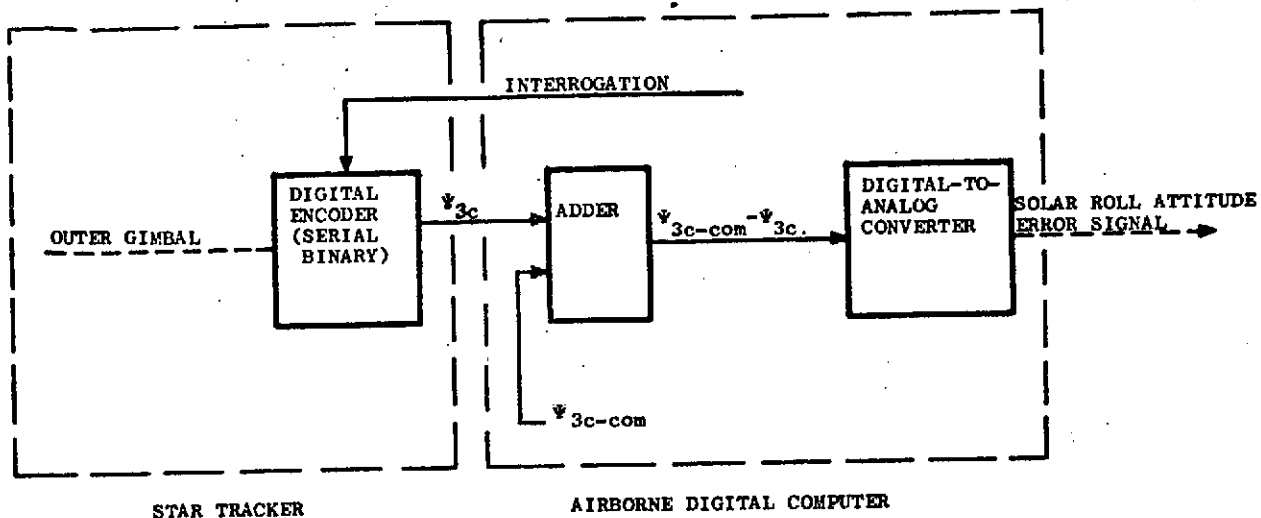 INTERROGATION
DIGITAL
ENCODER
(SERIAL
BINARY)
OUTER GIMBAL
Ψ3c
ADDER
Ψ3c-com-Ψ3c.
Ψ3c-com
DIGITAL-TO-
ANALOG
CONVERTER
SOLAR ROLL ATTITUDE
ERROR SIGNAL
STAR TRACKER
AIRBORNE DIGITAL COMPUTER